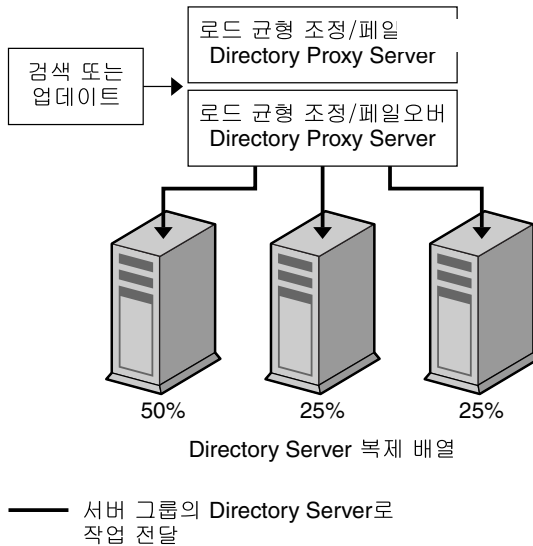 로드 균형 조정/페일
Directory Proxy Server
검색 또는
업데이트
로드 균형 조정/페일오버
Directory Proxy Server
50%
25%
25%
Directory Server 복제 배열
서버 그룹의 Directory Server로
작업 전달